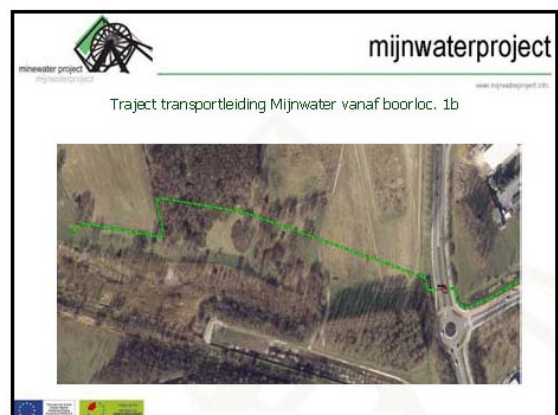 mijnwaterproject
minewater project
mijnwaterproject
www.mijnwaterproject.info
Traject transportleiding Mijnwater vanaf boorloc. 1b